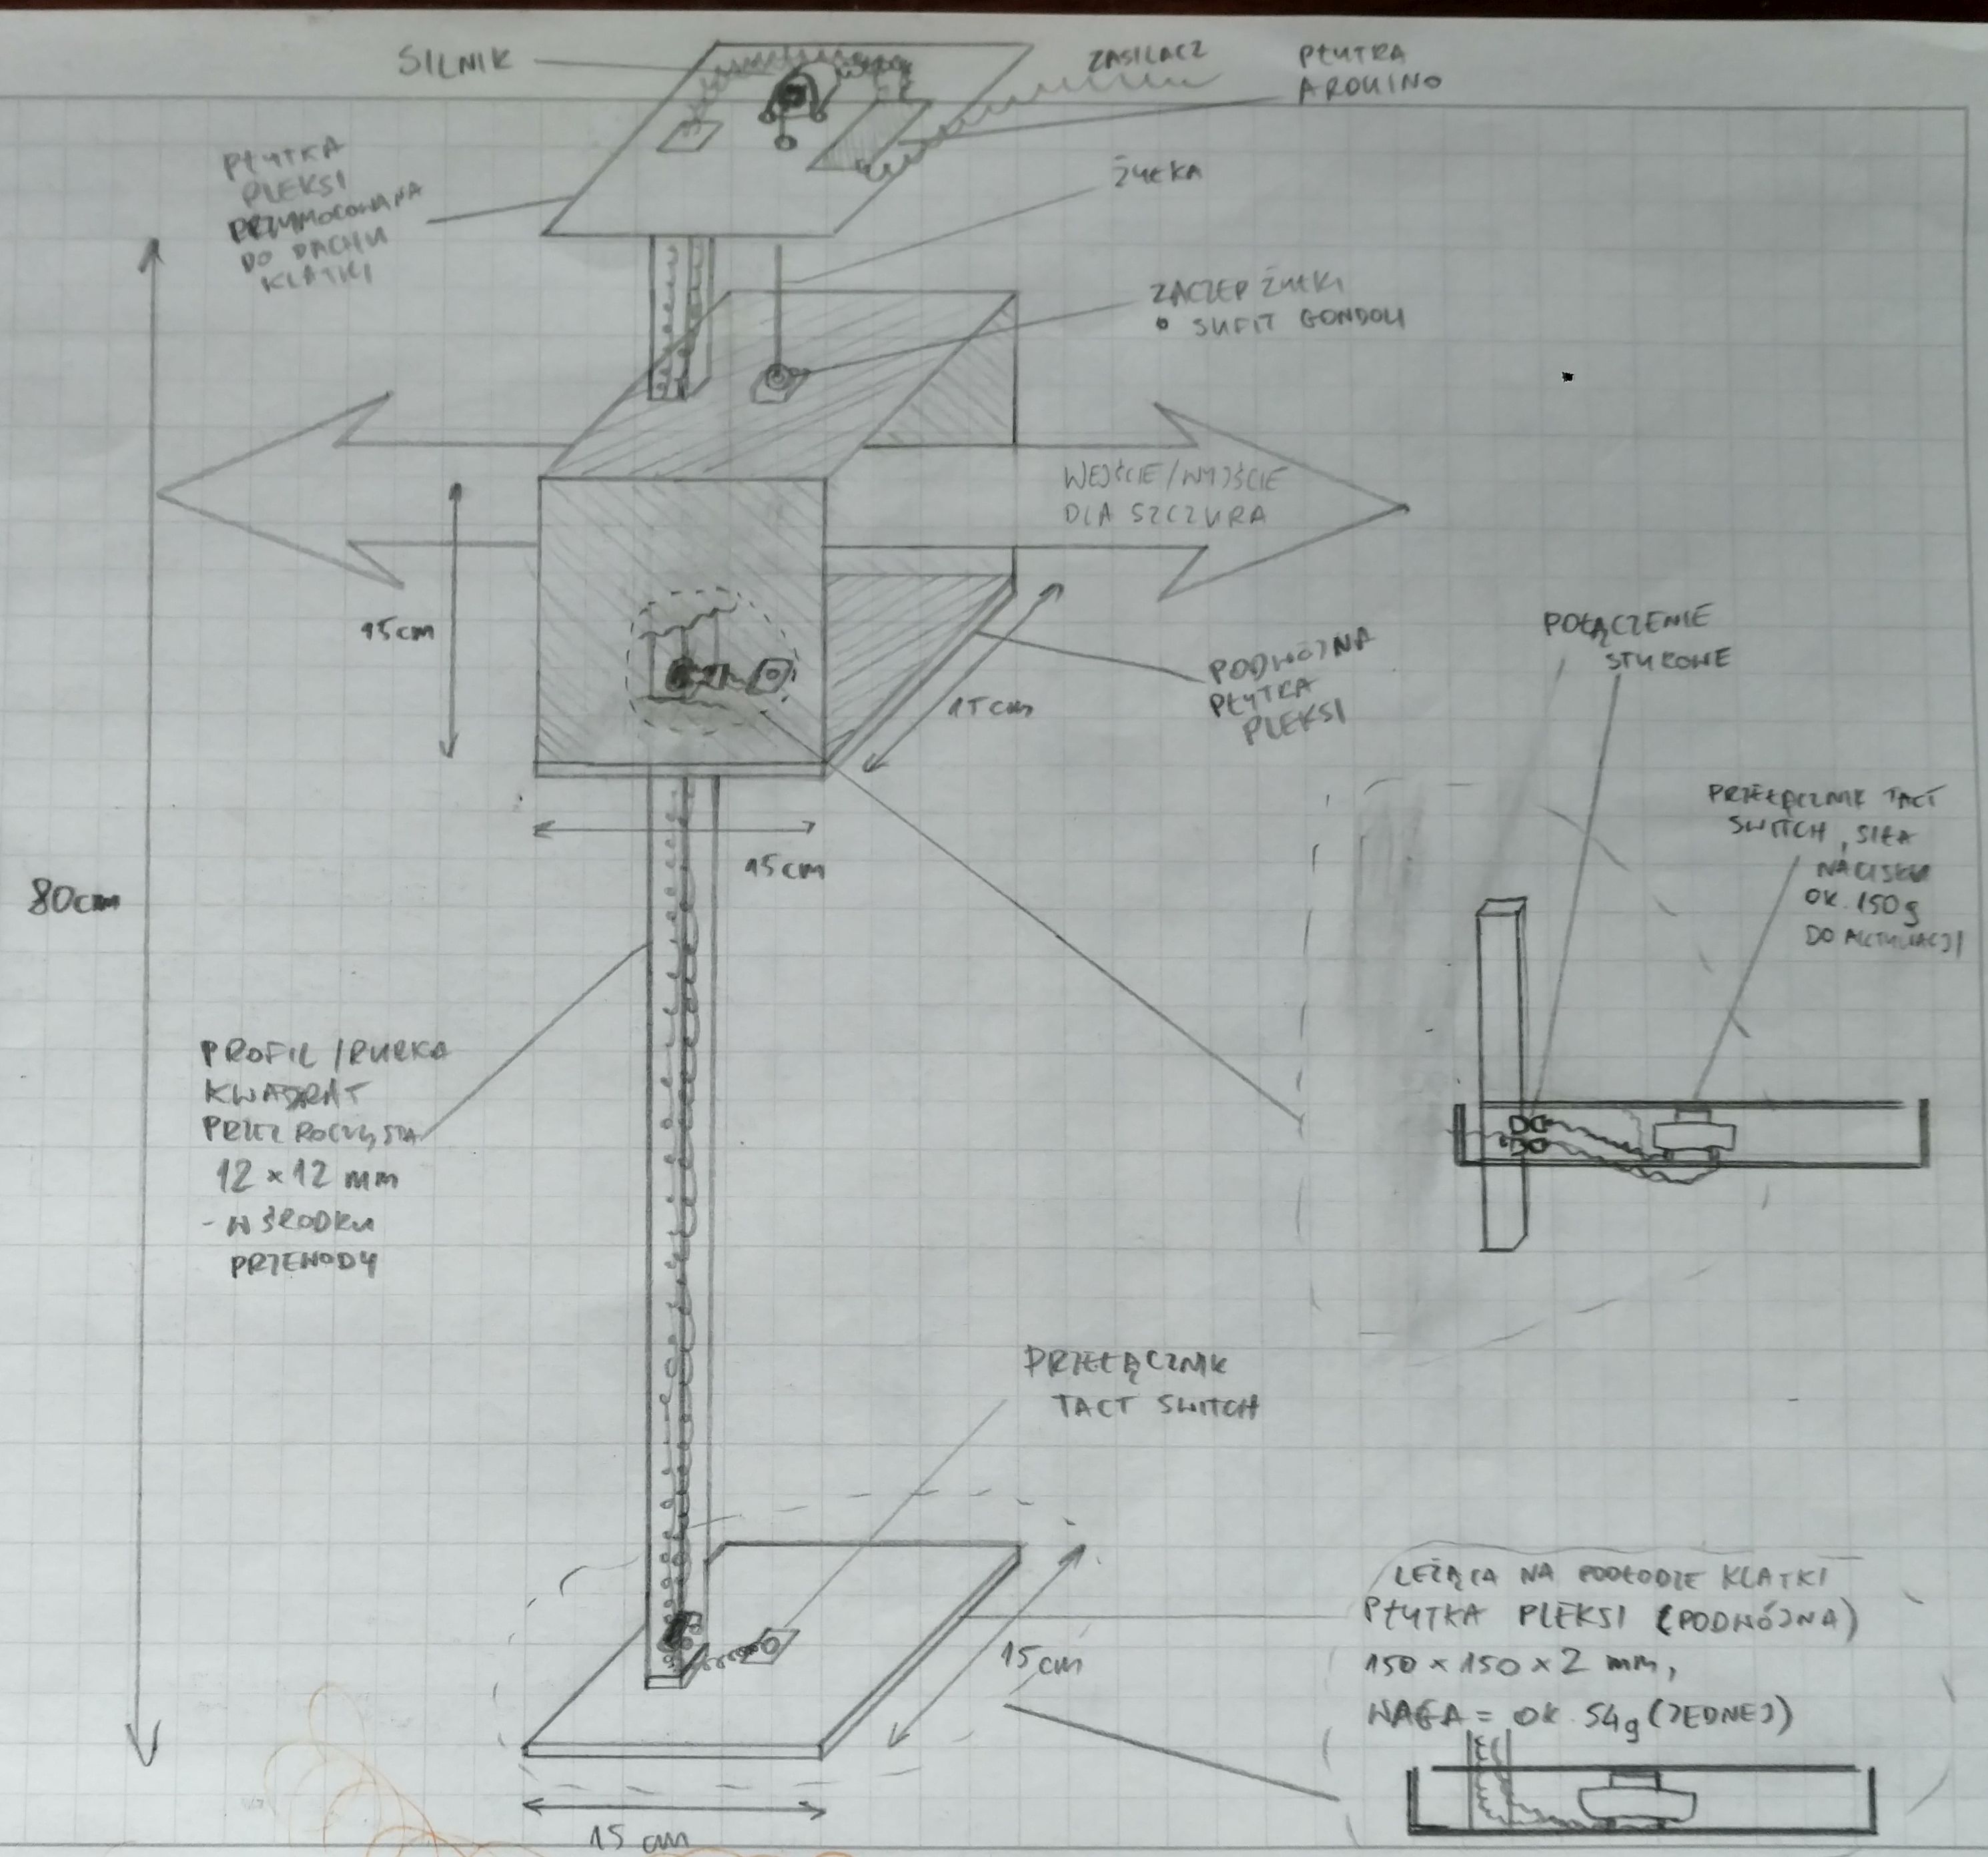 SILNIK
ZASILACZ
PŁYTKA
ARDUINO
PŁYTKA
PLEKSI
PRZYMOCOWANA
DO DACHU
KLATKI
ŻYŁKA
ZACZEP ŻYŁKI
• SUFIT GONDOLI
WEJŚCIE/WYJŚCIE
DLA SZCZURA
15cm
15cm
PODWÓJNA
PŁYTKA
PLEKSI
POŁĄCZENIE
STYKOWE
PRZEŁĄCZNIK TACT
SWITCH, SIŁA
NACISKU
OK. 150g
DO AKTYWACJI
15cm
80cm
PROFIL /RURKA
KWADRAT
PRZEZROCZYSTA
12 x 12 mm
- W ŚRODKU
PRZEWODY
PRZEŁĄCZNIK
TACT SWITCH
LEŻĄCA NA PODŁODZE KLATKI
PŁYTKA PLEKSI (PODWÓJNA)
150 x 150 x 2 mm,
WAGA = OK. 54g (JEDNEJ)
15cm
15 cm